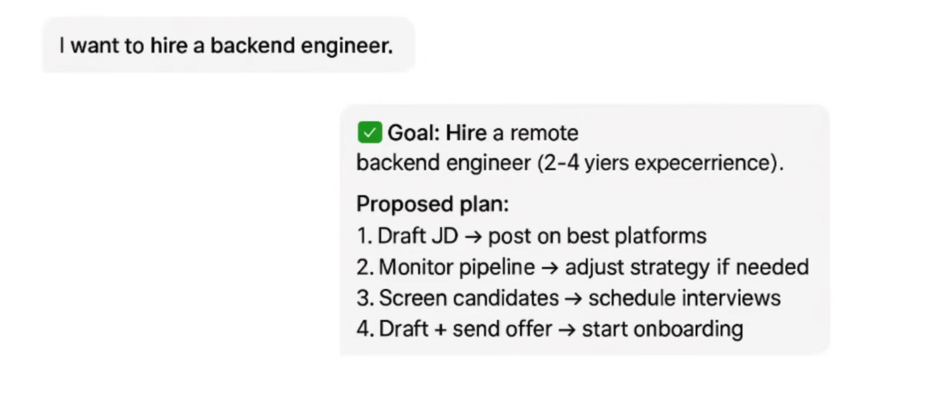 I want to hire a backend engineer.
✅ Goal: Hire a remote
backend engineer (2-4 yiers expecerrience).
Proposed plan:
1. Draft JD → post on best platforms
2. Monitor pipeline → adjust strategy if needed
3. Screen candidates → schedule interviews
4. Draft + send offer → start onboarding